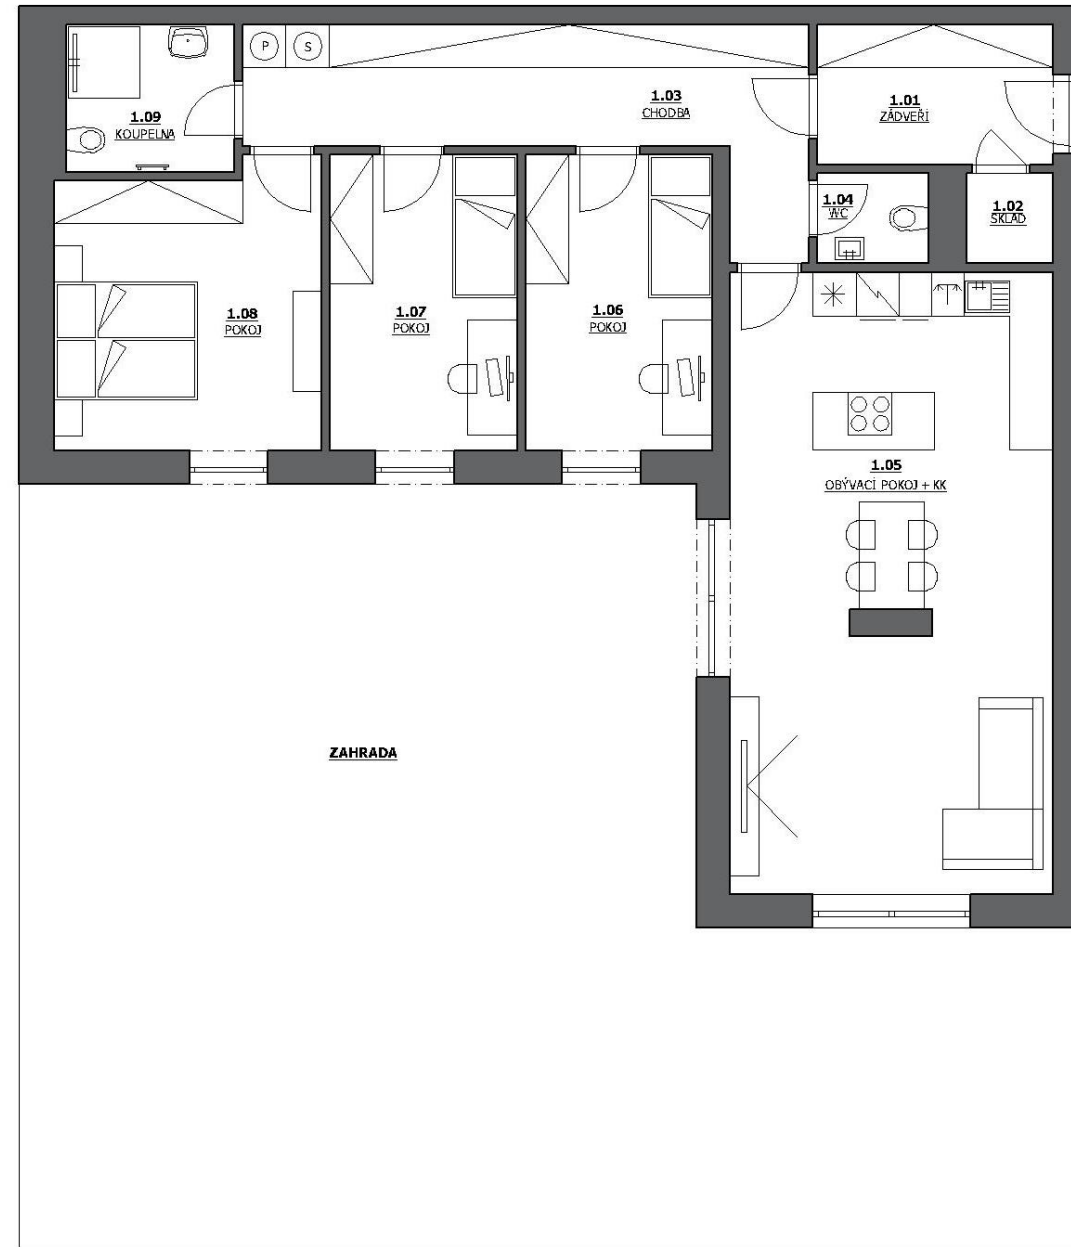 P
S
1.09
KOUPELNA
1.03
CHODBA
1.01
ZÁDVEŘÍ
1.04
WC
1.02
SKLAD
1.08
POKOJ
1.07
POKOJ
1.06
POKOJ
1.05
OBÝVACÍ POKOJ + KK
ZAHRADA